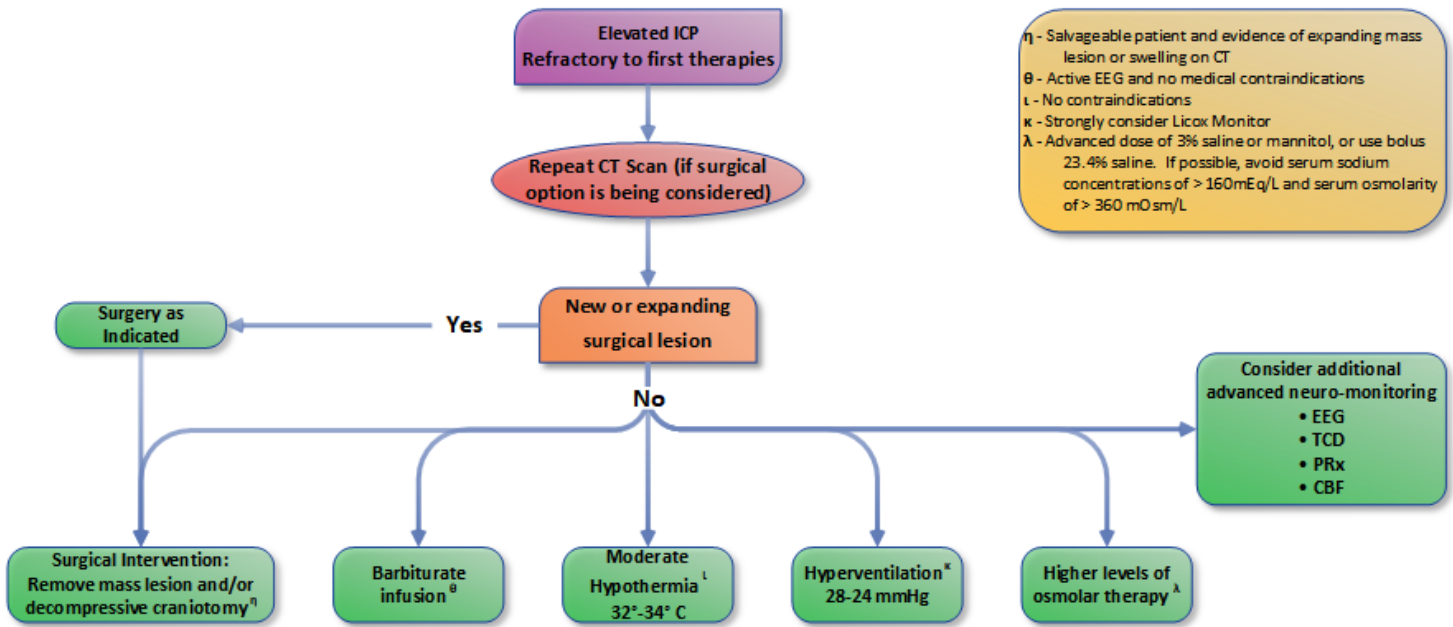 Elevated ICP
Refractory to first therapies
η - Salvageable patient and evidence of expanding mass
lesion or swelling on CT
θ - Active EEG and no medical contraindications
ι - No contraindications
κ - Strongly consider Licox Monitor
λ - Advanced dose of 3% saline or mannitol, or use bolus
23.4% saline. If possible, avoid serum sodium
concentrations of > 160mEq/L and serum osmolarity
of > 360 mOsm/L
Repeat CT Scan (if surgical
option is being considered)
New or expanding
surgical lesion
Yes
Surgery as
Indicated
No
Consider additional
advanced neuro-monitoring
• EEG
• TCD
• PRx
• CBF
Surgical Intervention:
Remove mass lesion and/or
decompressive craniotomy η
Barbiturate
infusion θ
Moderate
Hypothermia ι
32°-34° C
Hyperventilation κ
28-24 mmHg
Higher levels of
osmolar therapy λ